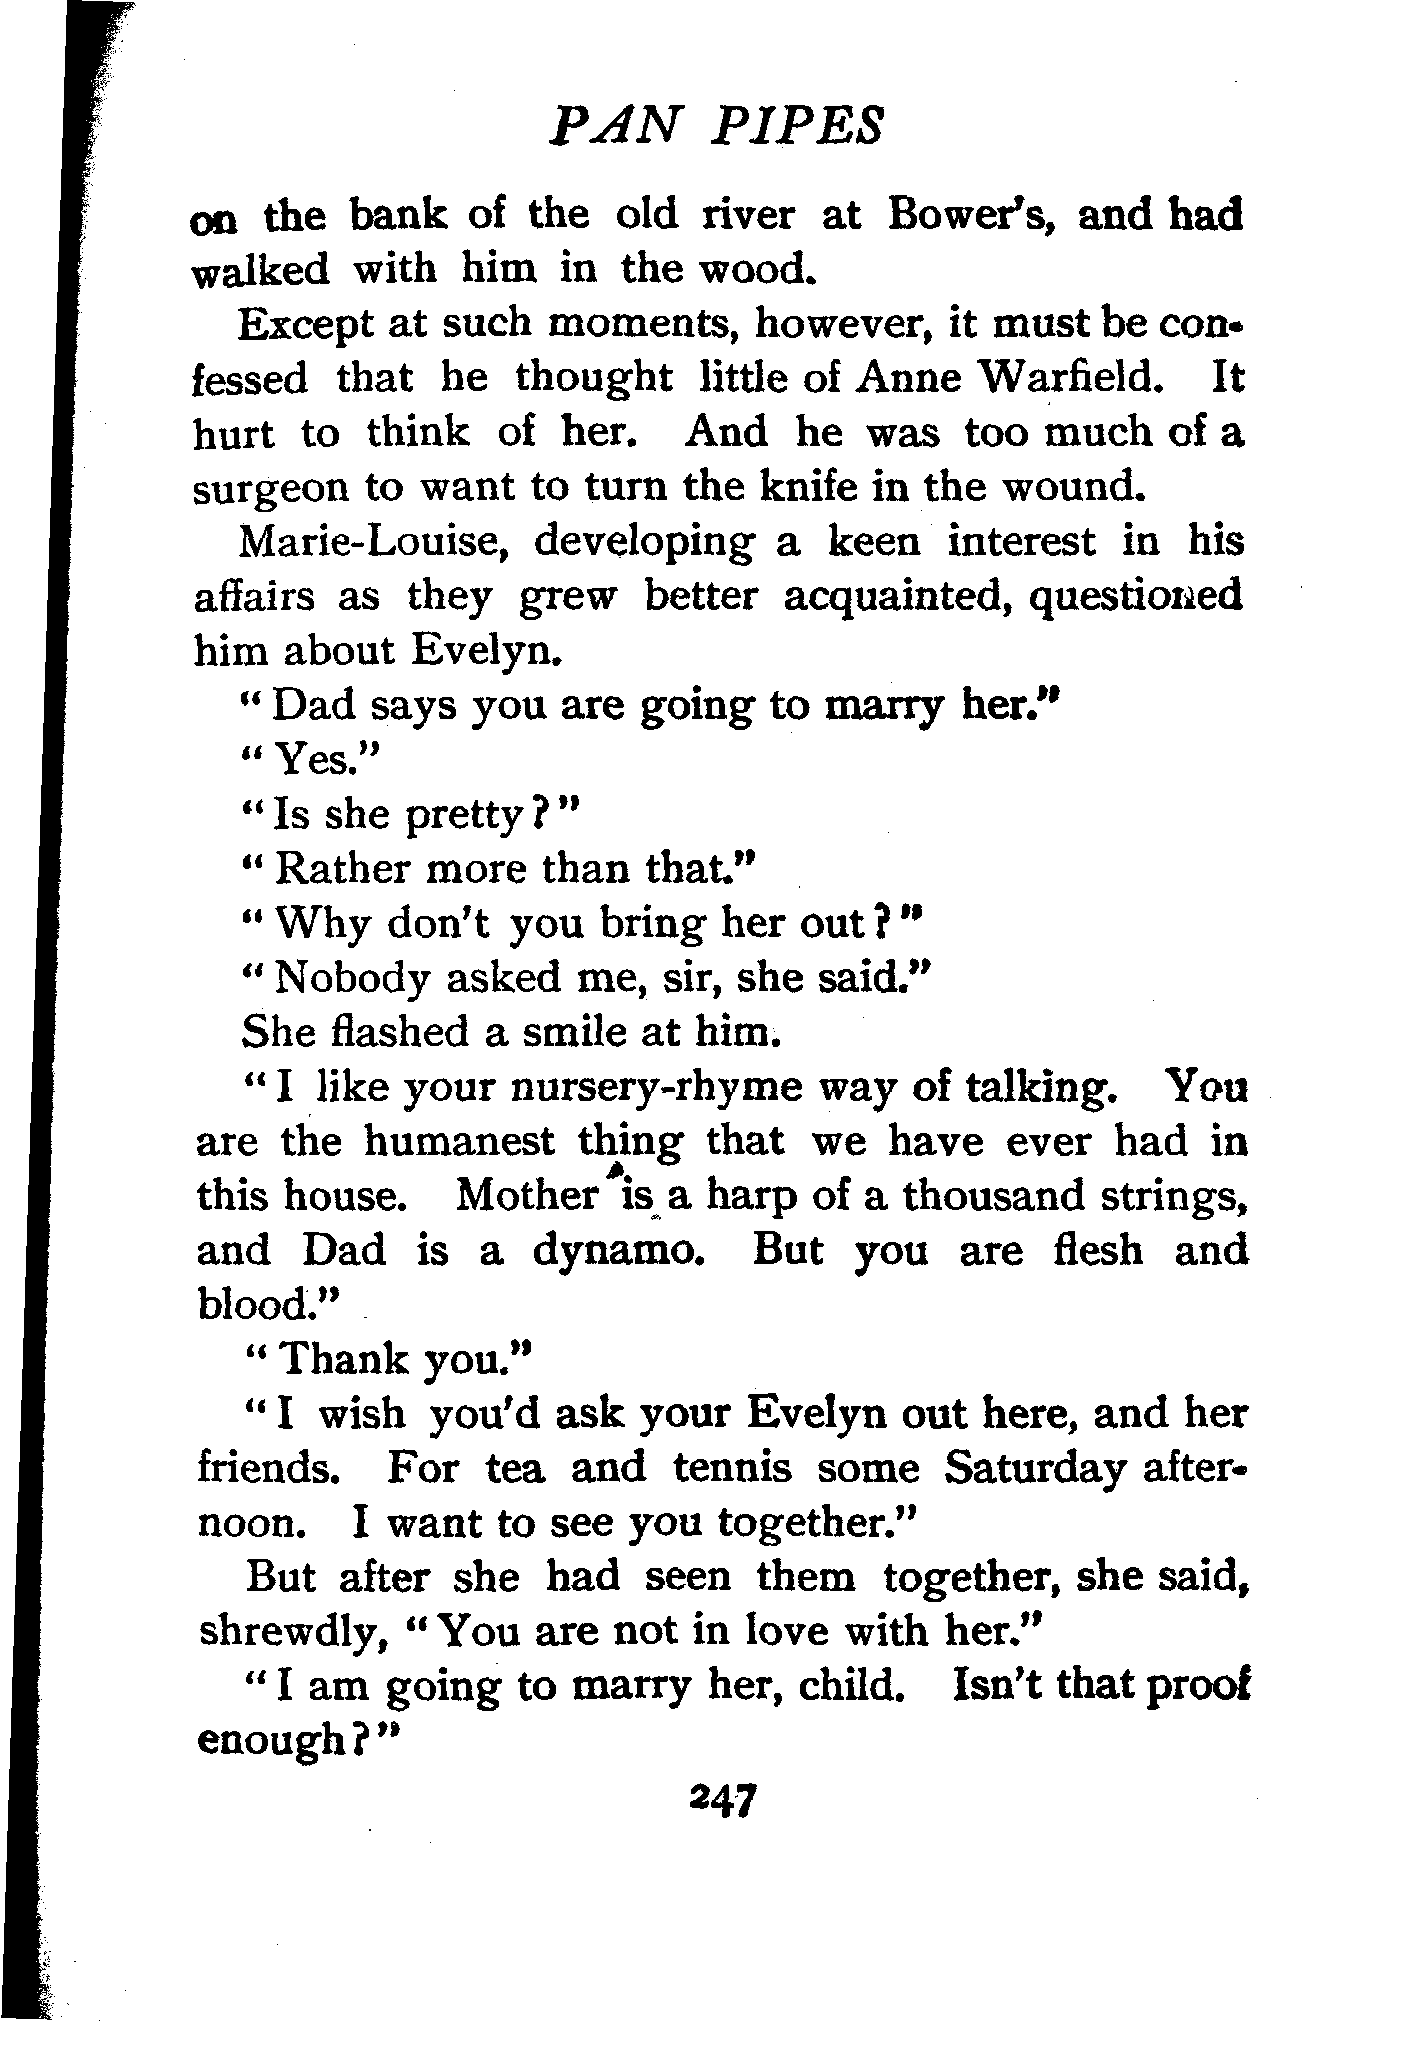 PAN PIPES
on the bank of the old river at Bower's, and had
walked with him in the wood.
Except at such moments, however, it must be con-
fessed that he thought little of Anne Warfield. It
hurt to think of her. And he was too much of a
surgeon to want to turn the knife in the wound.
Marie-Louise, developing a keen interest in his
affairs as they grew better acquainted, questioned
him about Evelyn.
"Dad says you are going to marry her."
"Yes."
"Is she pretty?"
"Rather more than that."
"Why don't you bring her out?"
"Nobody asked me, sir, she said."
She flashed a smile at him.
"I like your nursery-rhyme way of talking. You
are the humanest thing that we have ever had in
this house. Mother is a harp of a thousand strings,
and Dad is a dynamo. But you are flesh and
blood."
"Thank you."
"I wish you'd ask your Evelyn out here, and her
friends. For tea and tennis some Saturday after-
noon. I want to see you together."
But after she had seen them together, she said,
shrewdly, "You are not in love with her."
"I am going to marry her, child. Isn't that proof
enough?"
247